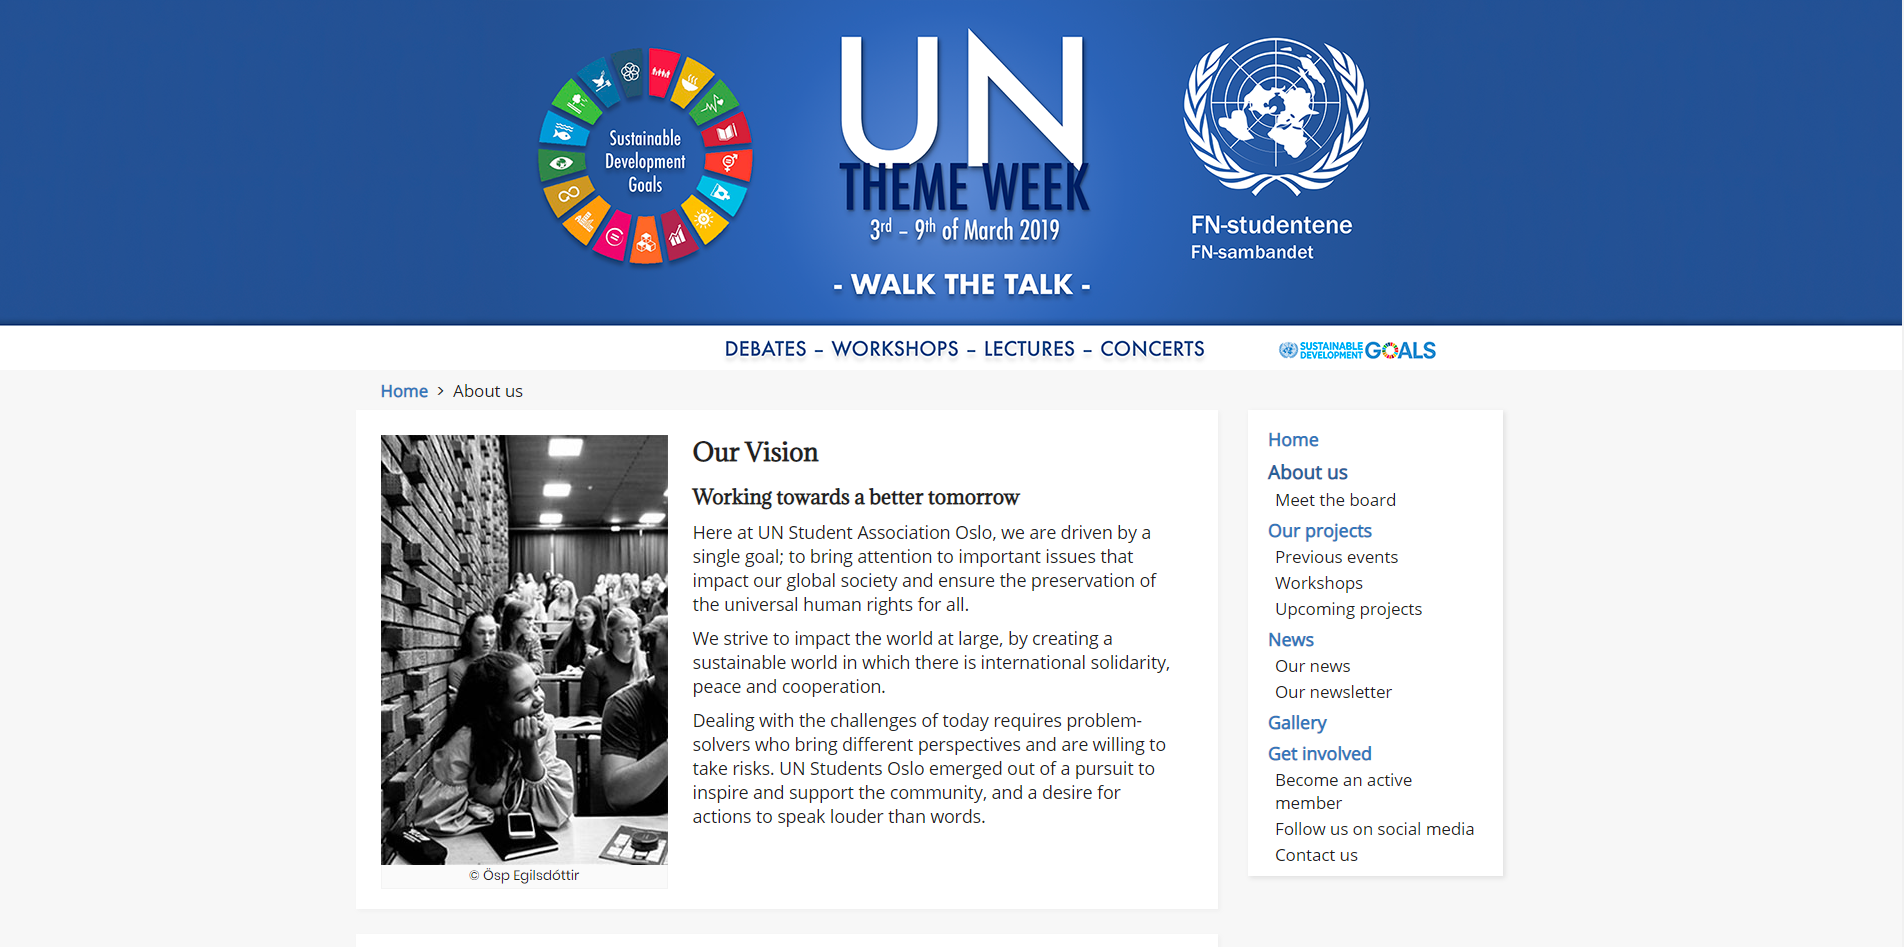 Sustainable
Development
Goals
UN
THEME WEEK
3rd – 9th of March 2019
- WALK THE TALK -
FN-studentene
FN-sambandet
DEBATES – WORKSHOPS – LECTURES – CONCERTS
SUSTAINABLE
DEVELOPMENT
GOALS
Home > About us
Our Vision
Working towards a better tomorrow
Here at UN Student Association Oslo, we are driven by a
single goal; to bring attention to important issues that
impact our global society and ensure the preservation of
the universal human rights for all.
We strive to impact the world at large, by creating a
sustainable world in which there is international solidarity,
peace and cooperation.
Dealing with the challenges of today requires problem-
solvers who bring different perspectives and are willing to
take risks. UN Students Oslo emerged out of a pursuit to
inspire and support the community, and a desire for
actions to speak louder than words.
© Ösp Egilsdóttir
Home
About us
Meet the board
Our projects
Previous events
Workshops
Upcoming projects
News
Our news
Our newsletter
Gallery
Get involved
Become an active
member
Follow us on social media
Contact us